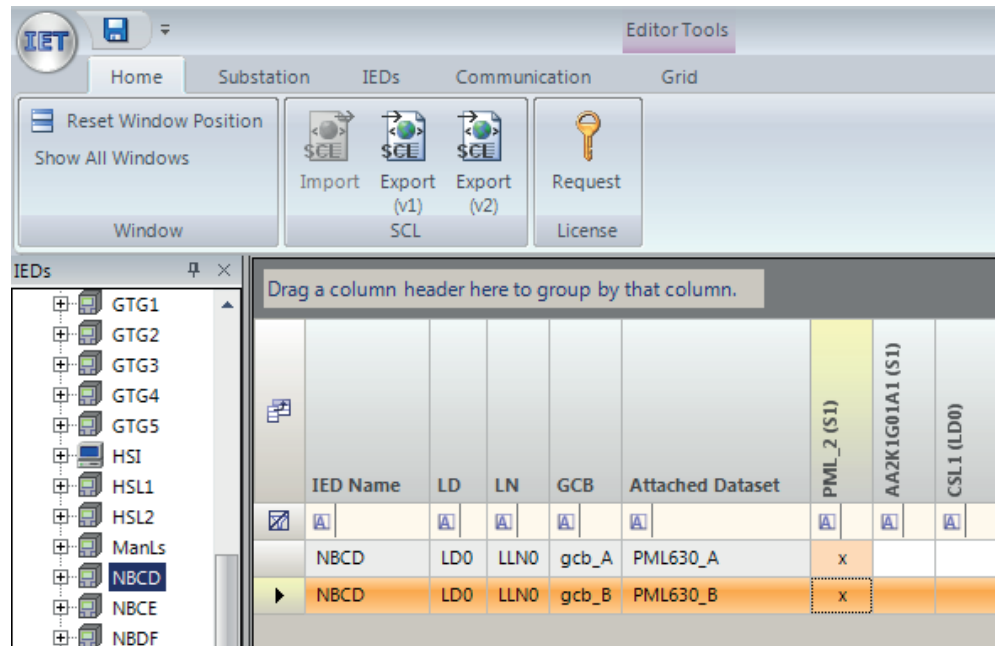 IET
Editor Tools
Home Substation IEDs Communication Grid
Reset Window Position
Show All Windows
Window
SCL SCL SCL
Import Export (v1) Export (v2)
SCL
Request
License
IEDs
GTG1
GTG2
GTG3
GTG4
GTG5
HSI
HSL1
HSL2
ManLs
NBCD
NBCE
NBDF
Drag a column header here to group by that column.
IED Name LD LN GCB Attached Dataset PML_2 (S1) AA2K1G01A1 (S1) CSL1 (LD0)
A A A A A A A A
NBCD LD0 LLN0 gcb_A PML630_A x
NBCD LD0 LLN0 gcb_B PML630_B x